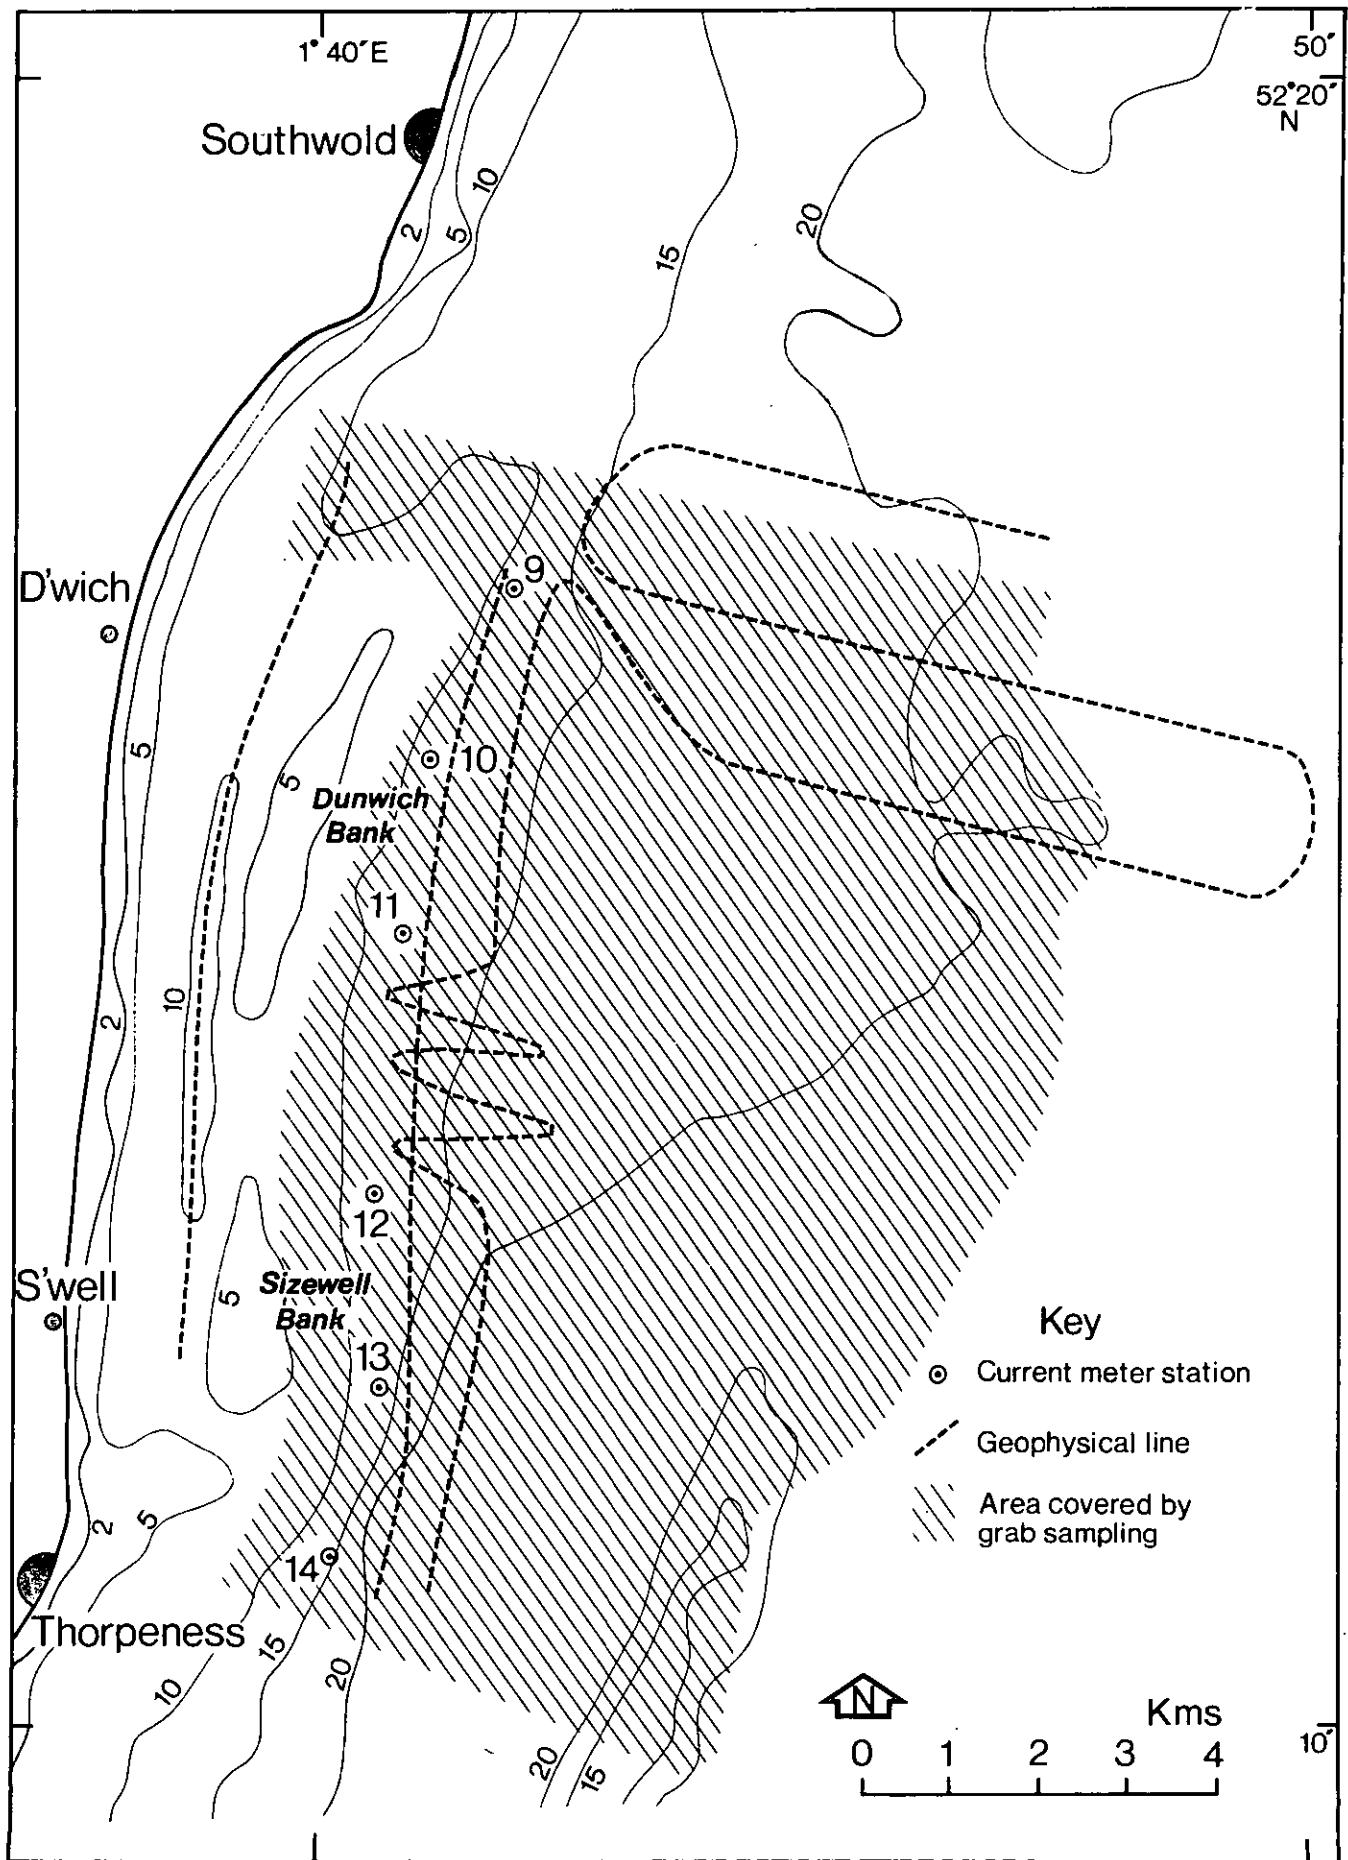 1° 40′ E
50′
52° 20′
N
Southwold
10
2
5
20
15
9
D'wich
5
10
5
Dunwich
Bank
11
10
2
12
S'well
Sizewell
Bank
5
Key
13
Current meter station
Geophysical line
2
5
Area covered by
grab sampling
14
Thorpeness
15
20
10
N
Kms
10′
20
15
0 1 2 3 4